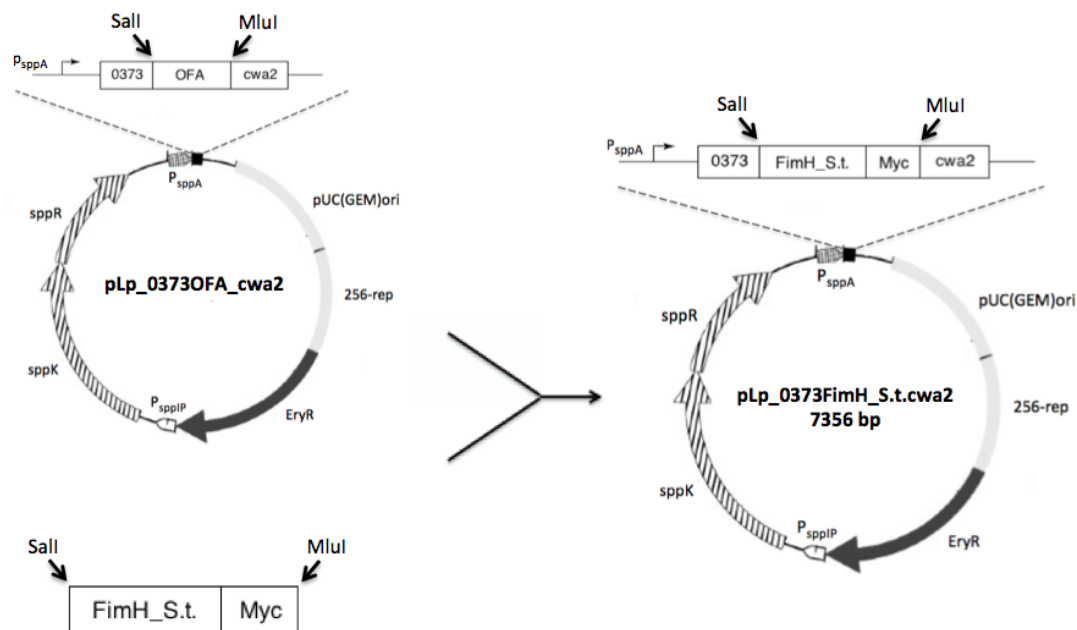 SalI
MluI
PsppA
0373
OFA
cwa2
PsppA
sppR
pUC(GEM)ori
pLp_0373OFA_cwa2
256-rep
sppK
PsppIP
EryR
SalI
MluI
FimH_S.t.
Myc
SalI
MluI
PsppA
0373
FimH_S.t.
Myc
cwa2
PsppA
sppR
pUC(GEM)ori
pLp_0373FimH_S.t.cwa2
7356 bp
256-rep
sppK
PsppIP
EryR